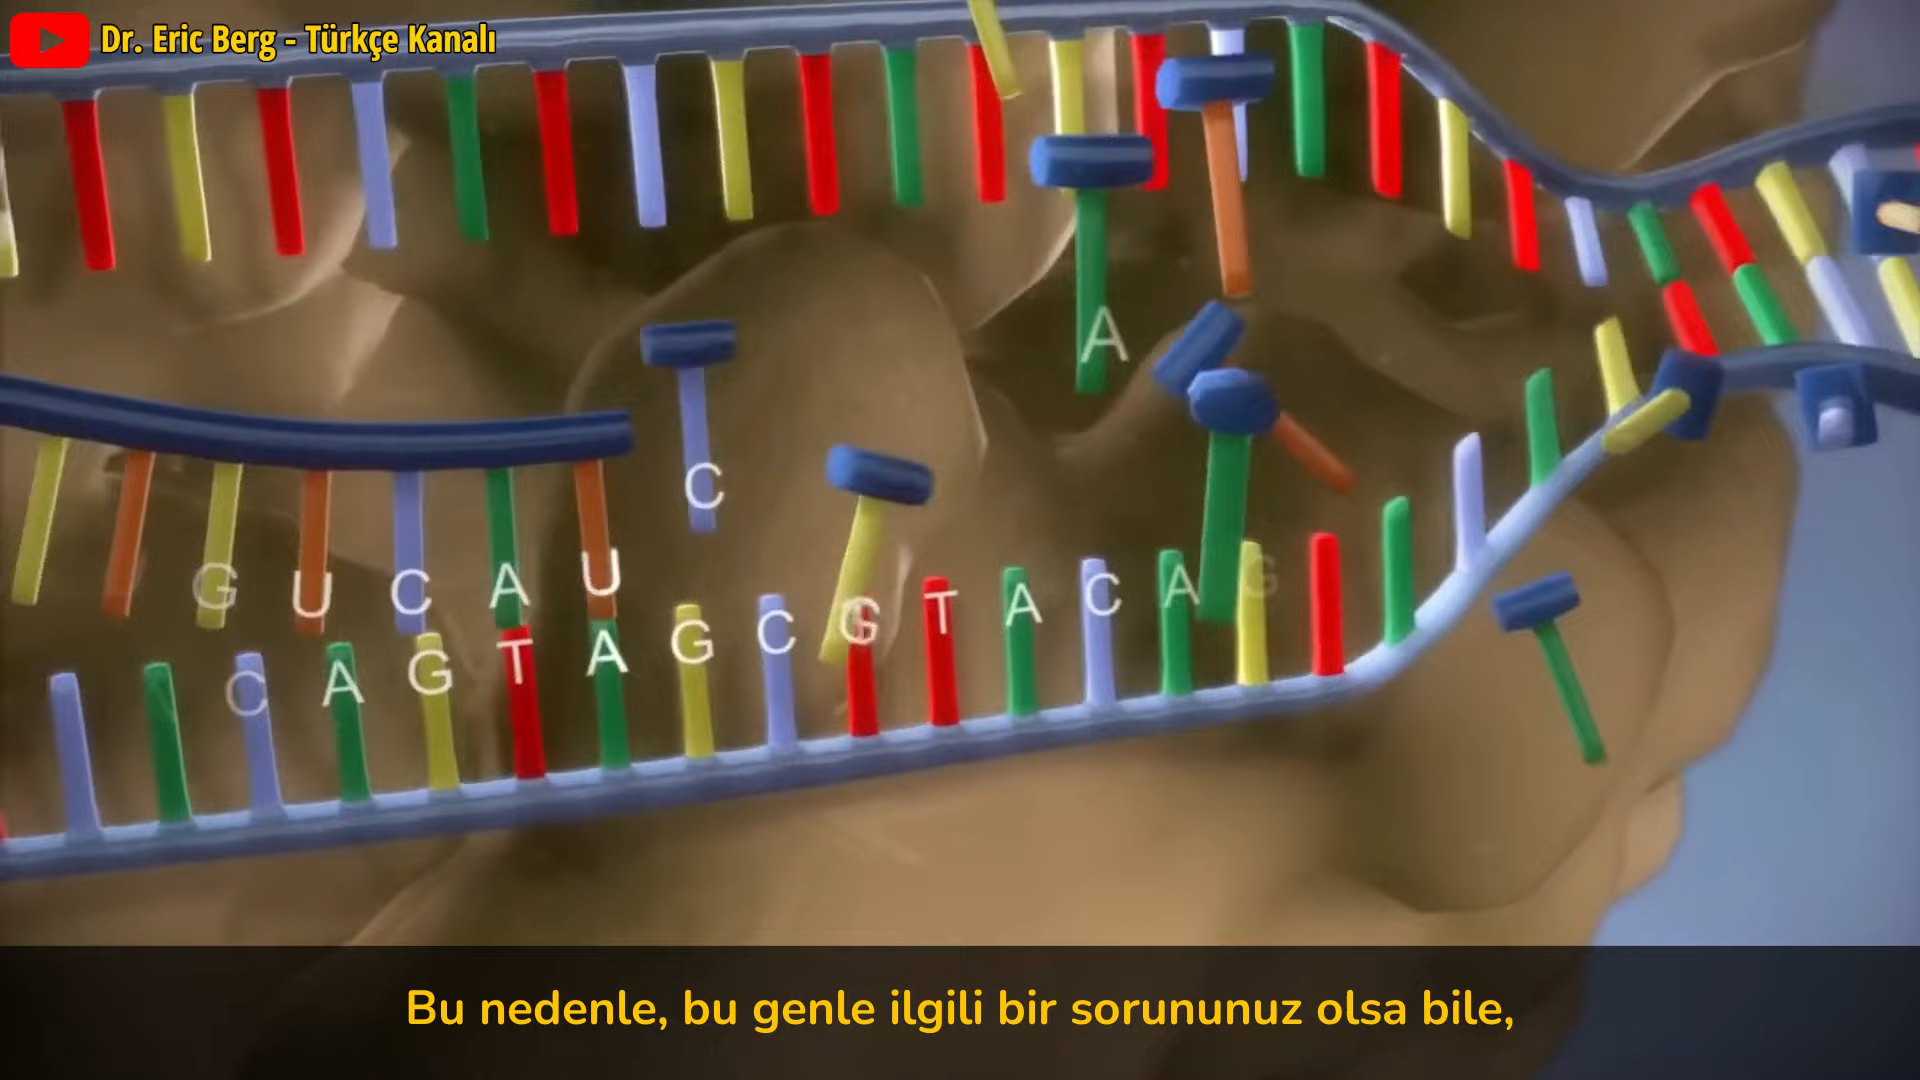 Dr. Eric Berg - Türkçe Kanalı
A
C
G U C A U
C A G T A G C G T A C A G
Bu nedenle, bu genle ilgili bir sorununuz olsa bile,